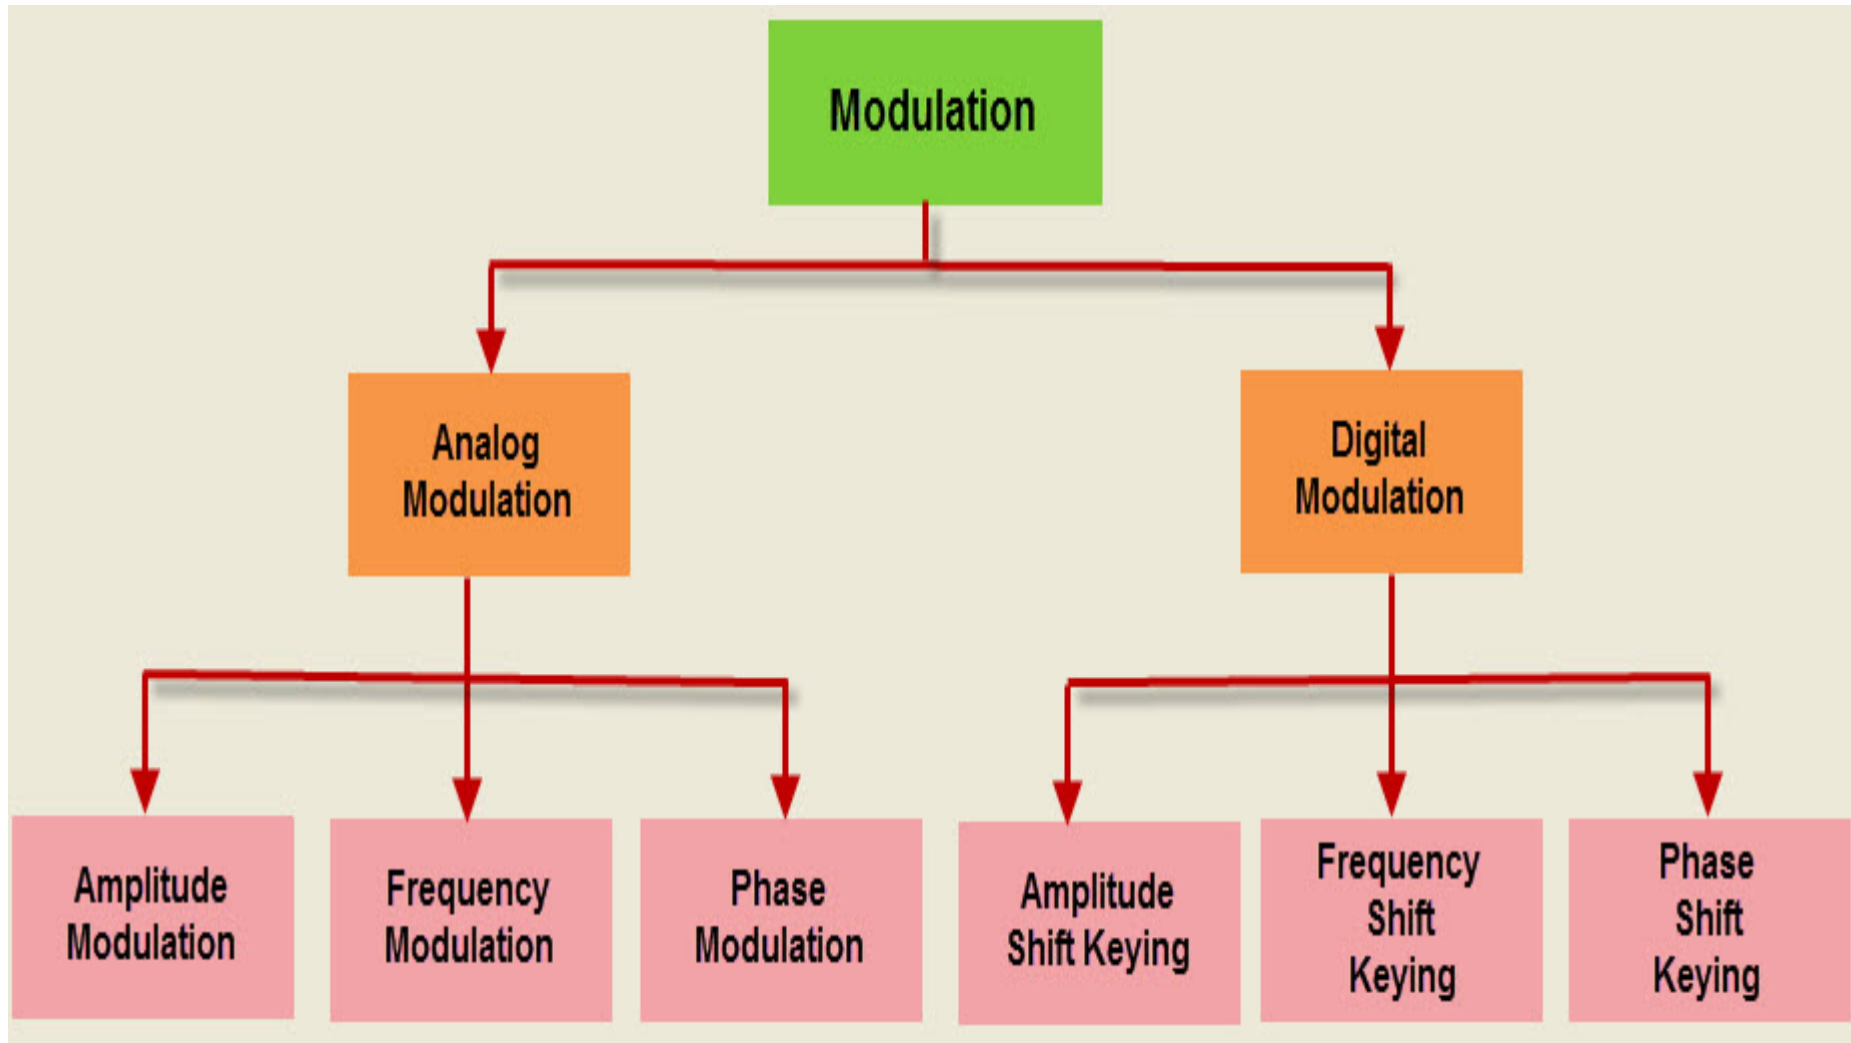 Modulation
Analog
Modulation
Digital
Modulation
Amplitude
Modulation
Frequency
Modulation
Phase
Modulation
Amplitude
Shift Keying
Frequency
Shift
Keying
Phase
Shift
Keying